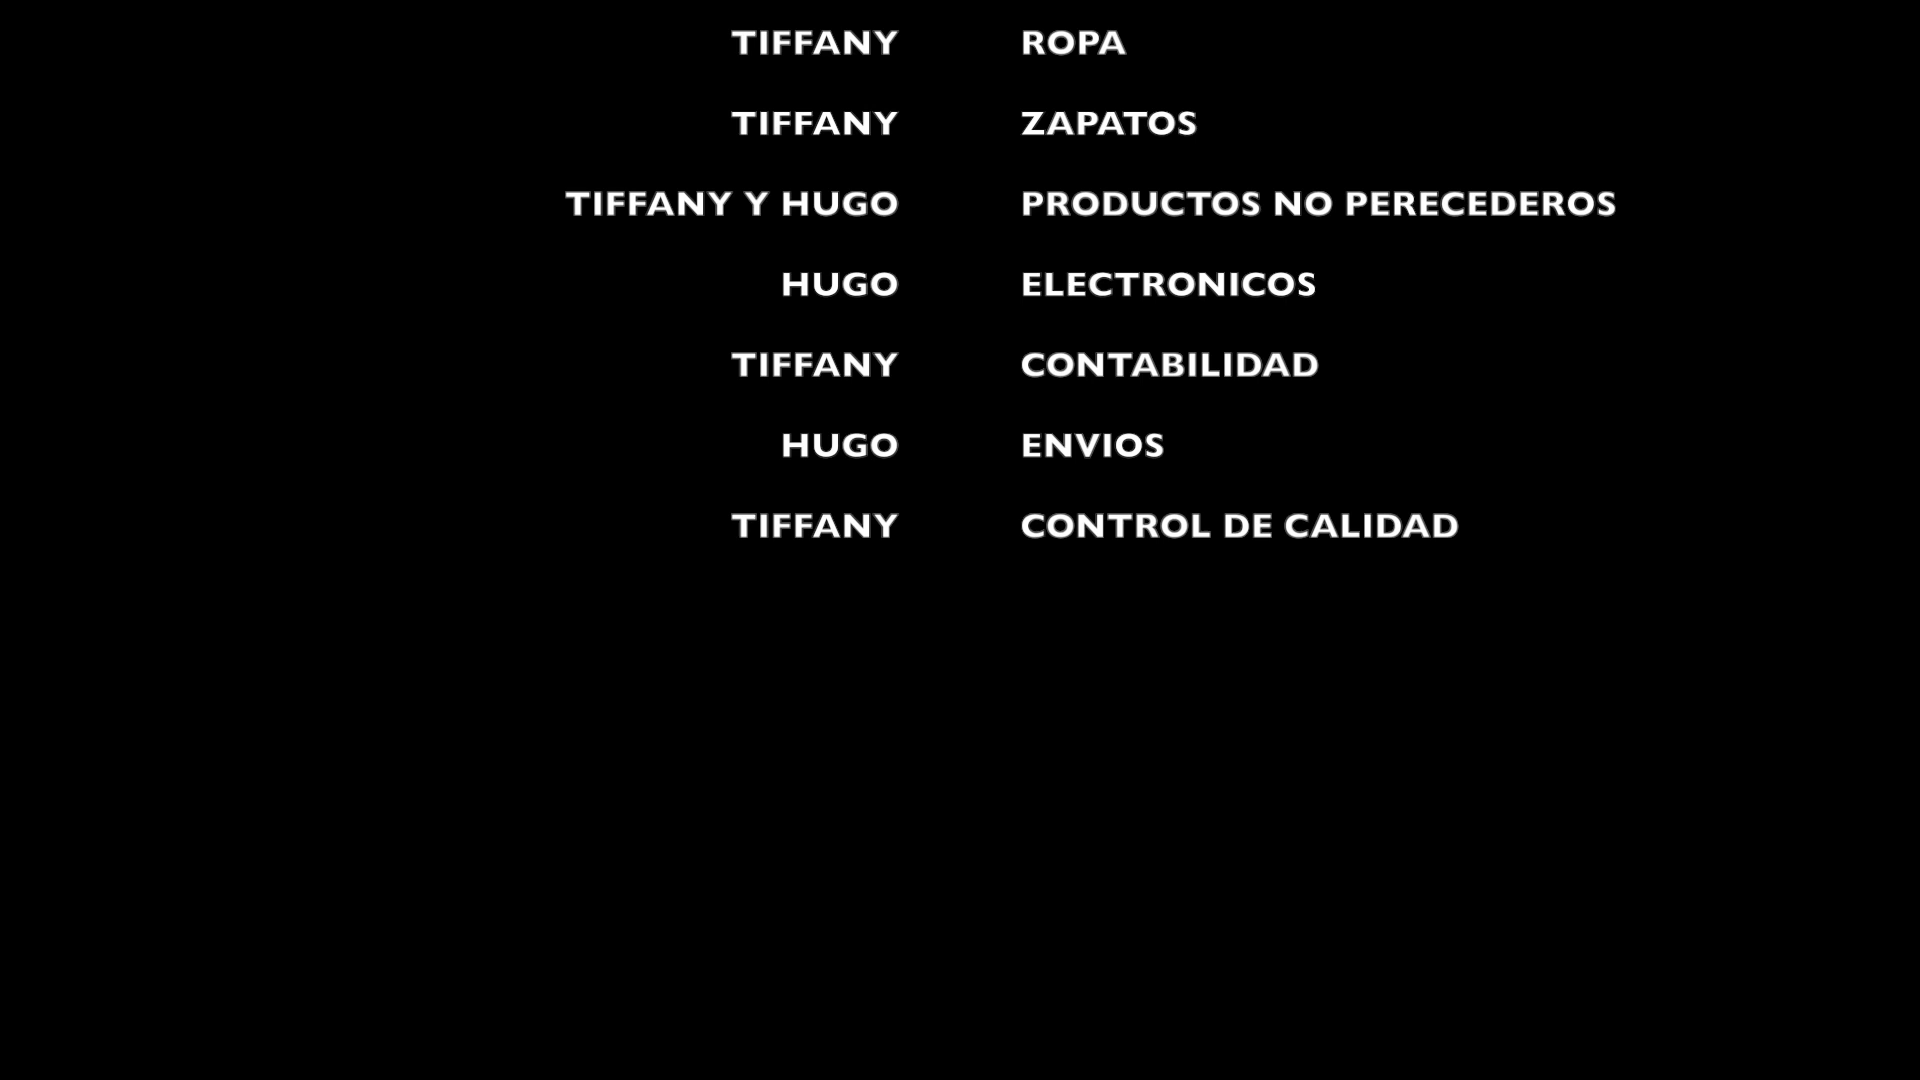 TIFFANY ROPA
TIFFANY ZAPATOS
TIFFANY Y HUGO PRODUCTOS NO PERECEDEROS
HUGO ELECTRONICOS
TIFFANY CONTABILIDAD
HUGO ENVIOS
TIFFANY CONTROL DE CALIDAD